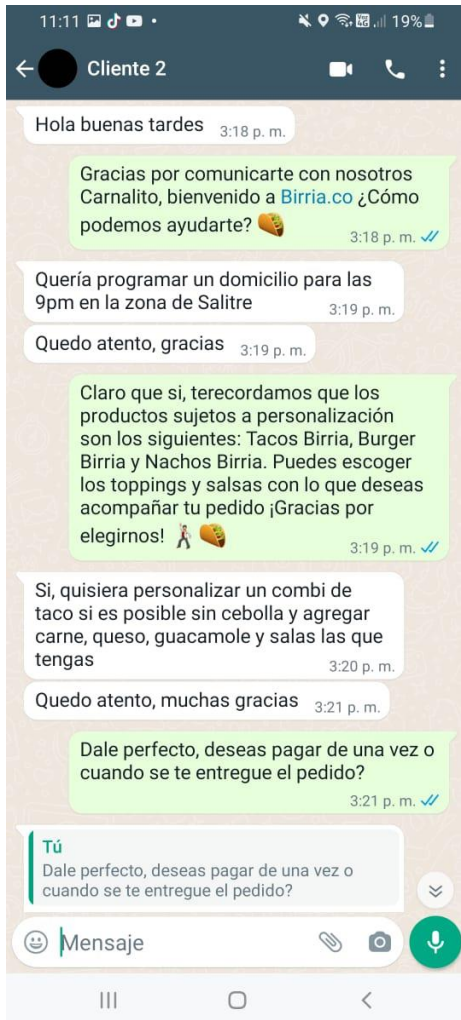 11:11 19%
Cliente 2
Hola buenas tardes 3:18 p. m.
Gracias por comunicarte con nosotros
Carnalito, bienvenido a Birria.co ¿Cómo
podemos ayudarte? 🌮
3:18 p. m.
Quería programar un domicilio para las
9pm en la zona de Salitre 3:19 p. m.
Quedo atento, gracias 3:19 p. m.
Claro que si, terecordamos que los
productos sujetos a personalización
son los siguientes: Tacos Birria, Burger
Birria y Nachos Birria. Puedes escoger
los toppings y salsas con lo que deseas
acompañar tu pedido ¡Gracias por
elegirnos! 🕺 🌮
3:19 p. m.
Si, quisiera personalizar un combi de
taco si es posible sin cebolla y agregar
carne, queso, guacamole y salas las que
tengas 3:20 p. m.
Quedo atento, muchas gracias 3:21 p. m.
Dale perfecto, deseas pagar de una vez o
cuando se te entregue el pedido?
3:21 p. m.
Tú
Dale perfecto, deseas pagar de una vez o
cuando se te entregue el pedido?
Mensaje